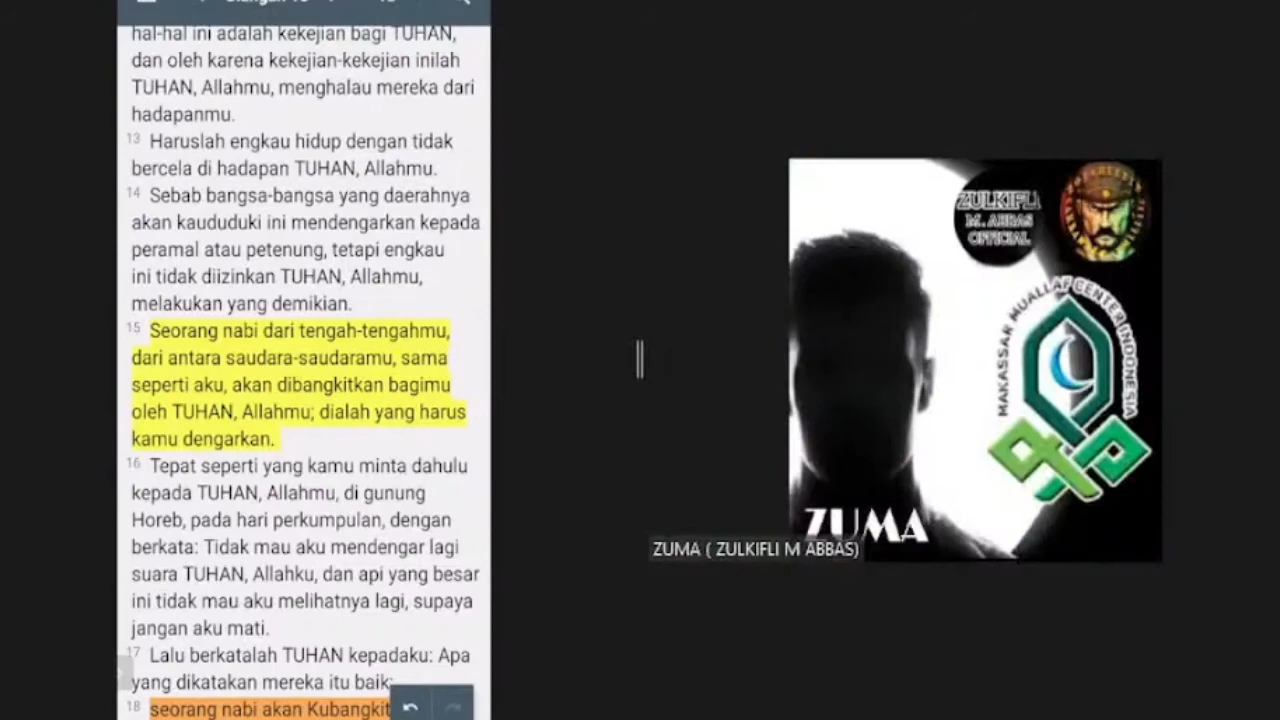 hal-hal ini adalah kekejian bagi TUHAN,
dan oleh karena kekejian-kekejian inilah
TUHAN, Allahmu, menghalau mereka dari
hadapanmu.
13 Haruslah engkau hidup dengan tidak
bercela di hadapan TUHAN, Allahmu.
14 Sebab bangsa-bangsa yang daerahnya
akan kaududuki ini mendengarkan kepada
peramal atau petenung, tetapi engkau
ini tidak diizinkan TUHAN, Allahmu,
melakukan yang demikian.
15 Seorang nabi dari tengah-tengahmu,
dari antara saudara-saudaramu, sama
seperti aku, akan dibangkitkan bagimu
oleh TUHAN, Allahmu; dialah yang harus
kamu dengarkan.
16 Tepat seperti yang kamu minta dahulu
kepada TUHAN, Allahmu, di gunung
Horeb, pada hari perkumpulan, dengan
berkata: Tidak mau aku mendengar lagi
suara TUHAN, Allahku, dan api yang besar
ini tidak mau aku melihatnya lagi, supaya
jangan aku mati.
17 Lalu berkatalah TUHAN kepadaku: Apa
yang dikatakan mereka itu baik;
18 seorang nabi akan Kubangkit
ZULKIFLI
M. ABBAS
OFFICIAL
MAKASSAR MUALLAF CENTER INDONESIA
ZUMA
ZUMA ( ZULKIFLI M ABBAS)